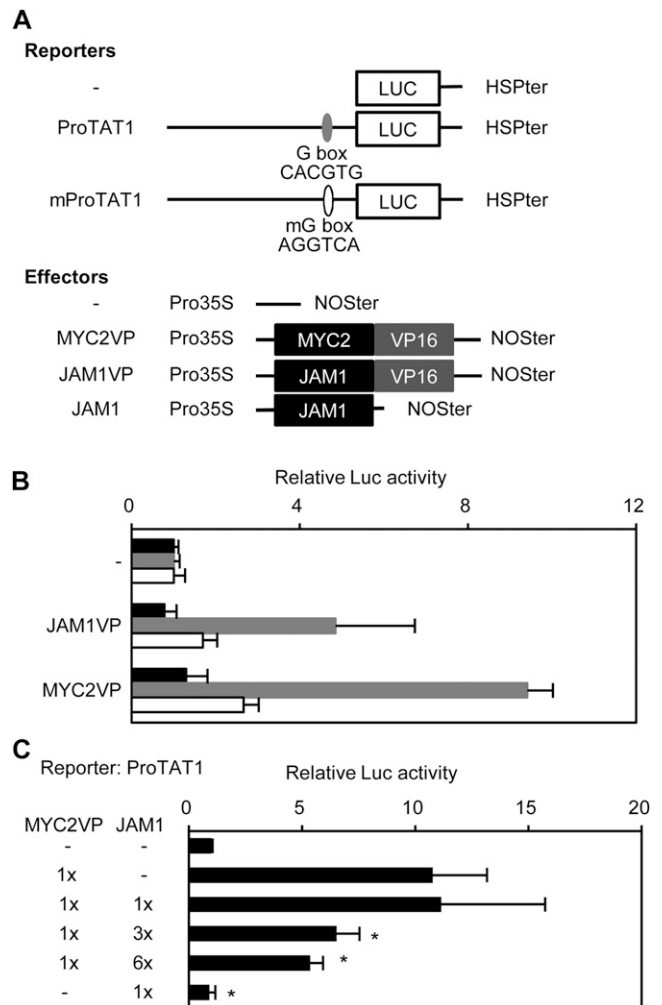 A
Reporters
- LUC HSPter
ProTAT1 LUC HSPter
G box
CACGTG
mProTAT1 LUC HSPter
mG box
AGGTCA
Effectors
- Pro35S NOSter
MYC2VP Pro35S MYC2 VP16 NOSter
JAM1VP Pro35S JAM1 VP16 NOSter
JAM1 Pro35S JAM1 NOSter
B
Relative Luc activity
0 4 8 12
-
JAM1VP
MYC2VP
C
Reporter: ProTAT1 Relative Luc activity
0 5 10 15 20
MYC2VP JAM1
- -
1x -
1x 1x
1x 3x *
1x 6x *
- 1x *